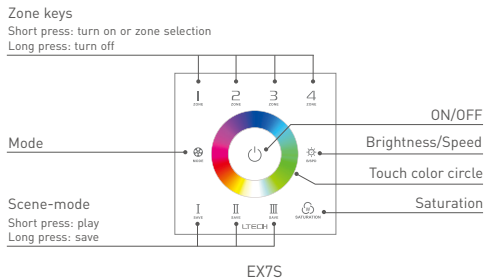 Zone keys
Short press: turn on or zone selection
Long press: turn off
1 2 3 4
ZONE ZONE ZONE ZONE
ON/OFF
Mode
Brightness/Speed
MODE
Touch color circle
Scene-mode
Saturation
Short press: play
Long press: save
I II III
SAVE SAVE SAVE
SATURATION
LTECH
EX7S